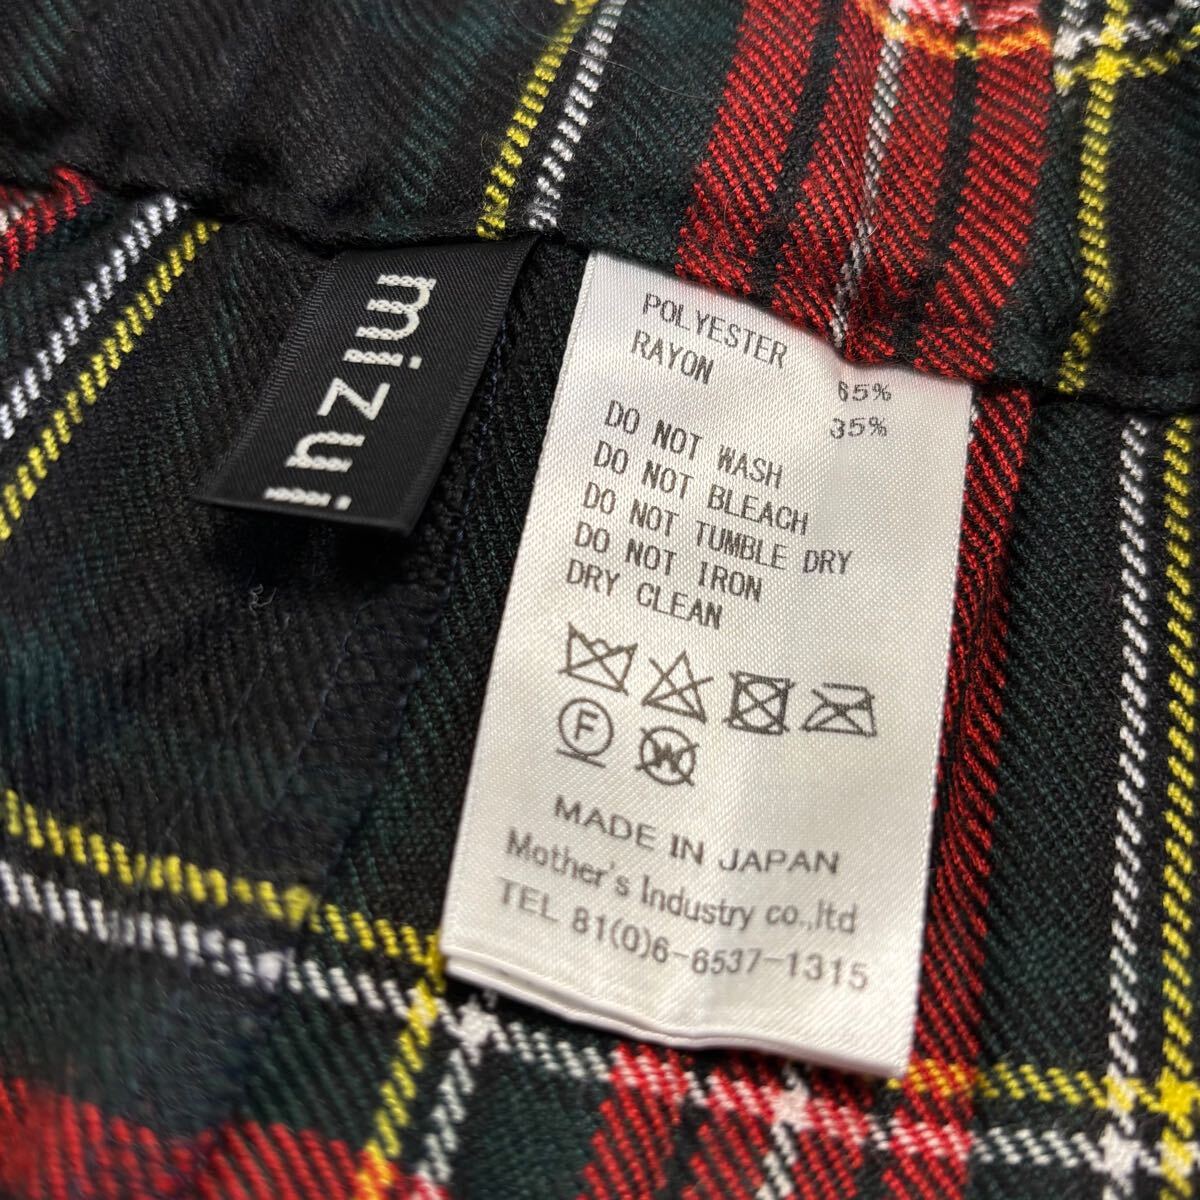 mizui
POLYESTER 65%
RAYON 35%
DO NOT WASH
DO NOT BLEACH
DO NOT TUMBLE DRY
DO NOT IRON
DRY CLEAN
F
W
MADE IN JAPAN
Mother's Industry co.,ltd
TEL 81(0)6-6537-1315